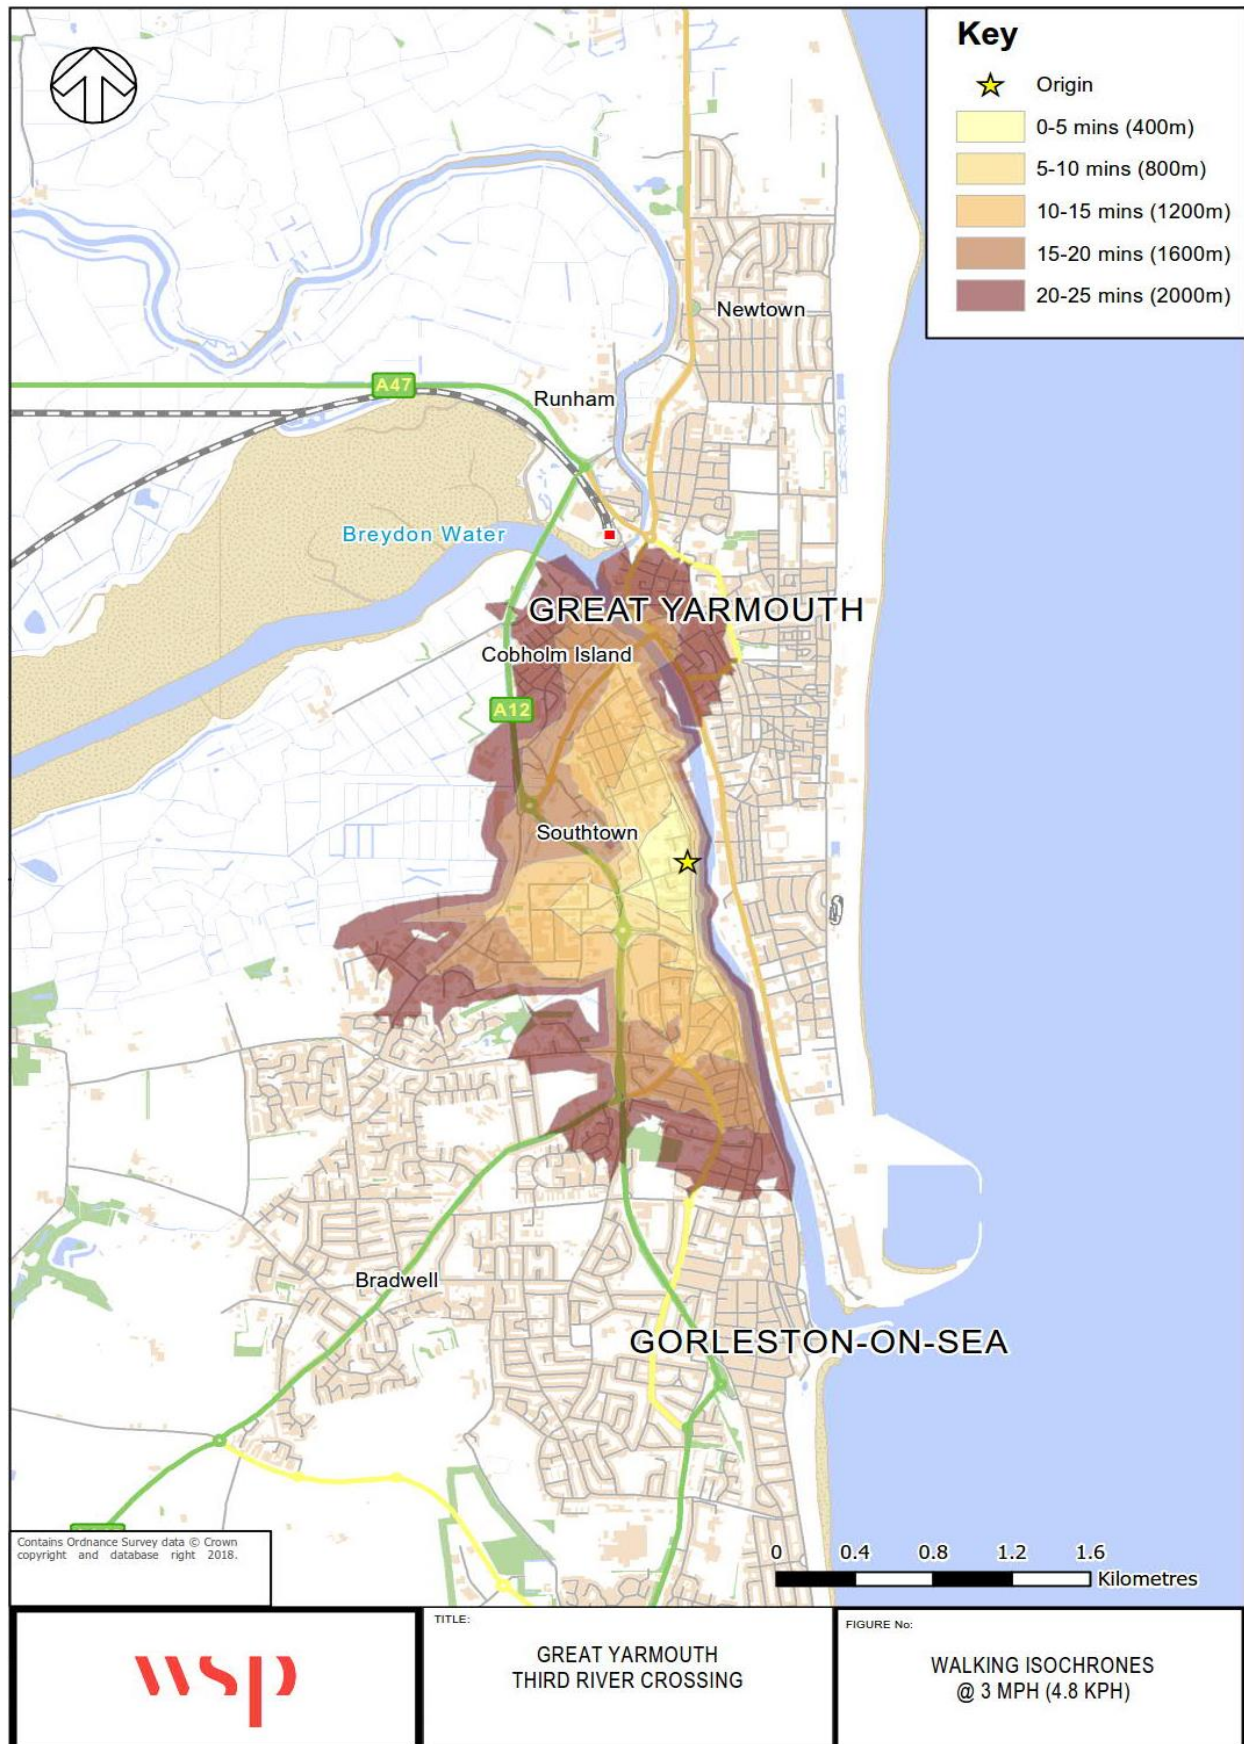 Key
Origin
0-5 mins (400m)
5-10 mins (800m)
10-15 mins (1200m)
15-20 mins (1600m)
20-25 mins (2000m)
Newtown
A47
Runham
Breydon Water
GREAT YARMOUTH
Cobholm Island
A12
Southtown
Bradwell
GORLESTON-ON-SEA
Contains Ordnance Survey data © Crown
copyright and database right 2018.
0 0.4 0.8 1.2 1.6
Kilometres
wsp
TITLE:
GREAT YARMOUTH
THIRD RIVER CROSSING
FIGURE No:
WALKING ISOCHRONES
@ 3 MPH (4.8 KPH)